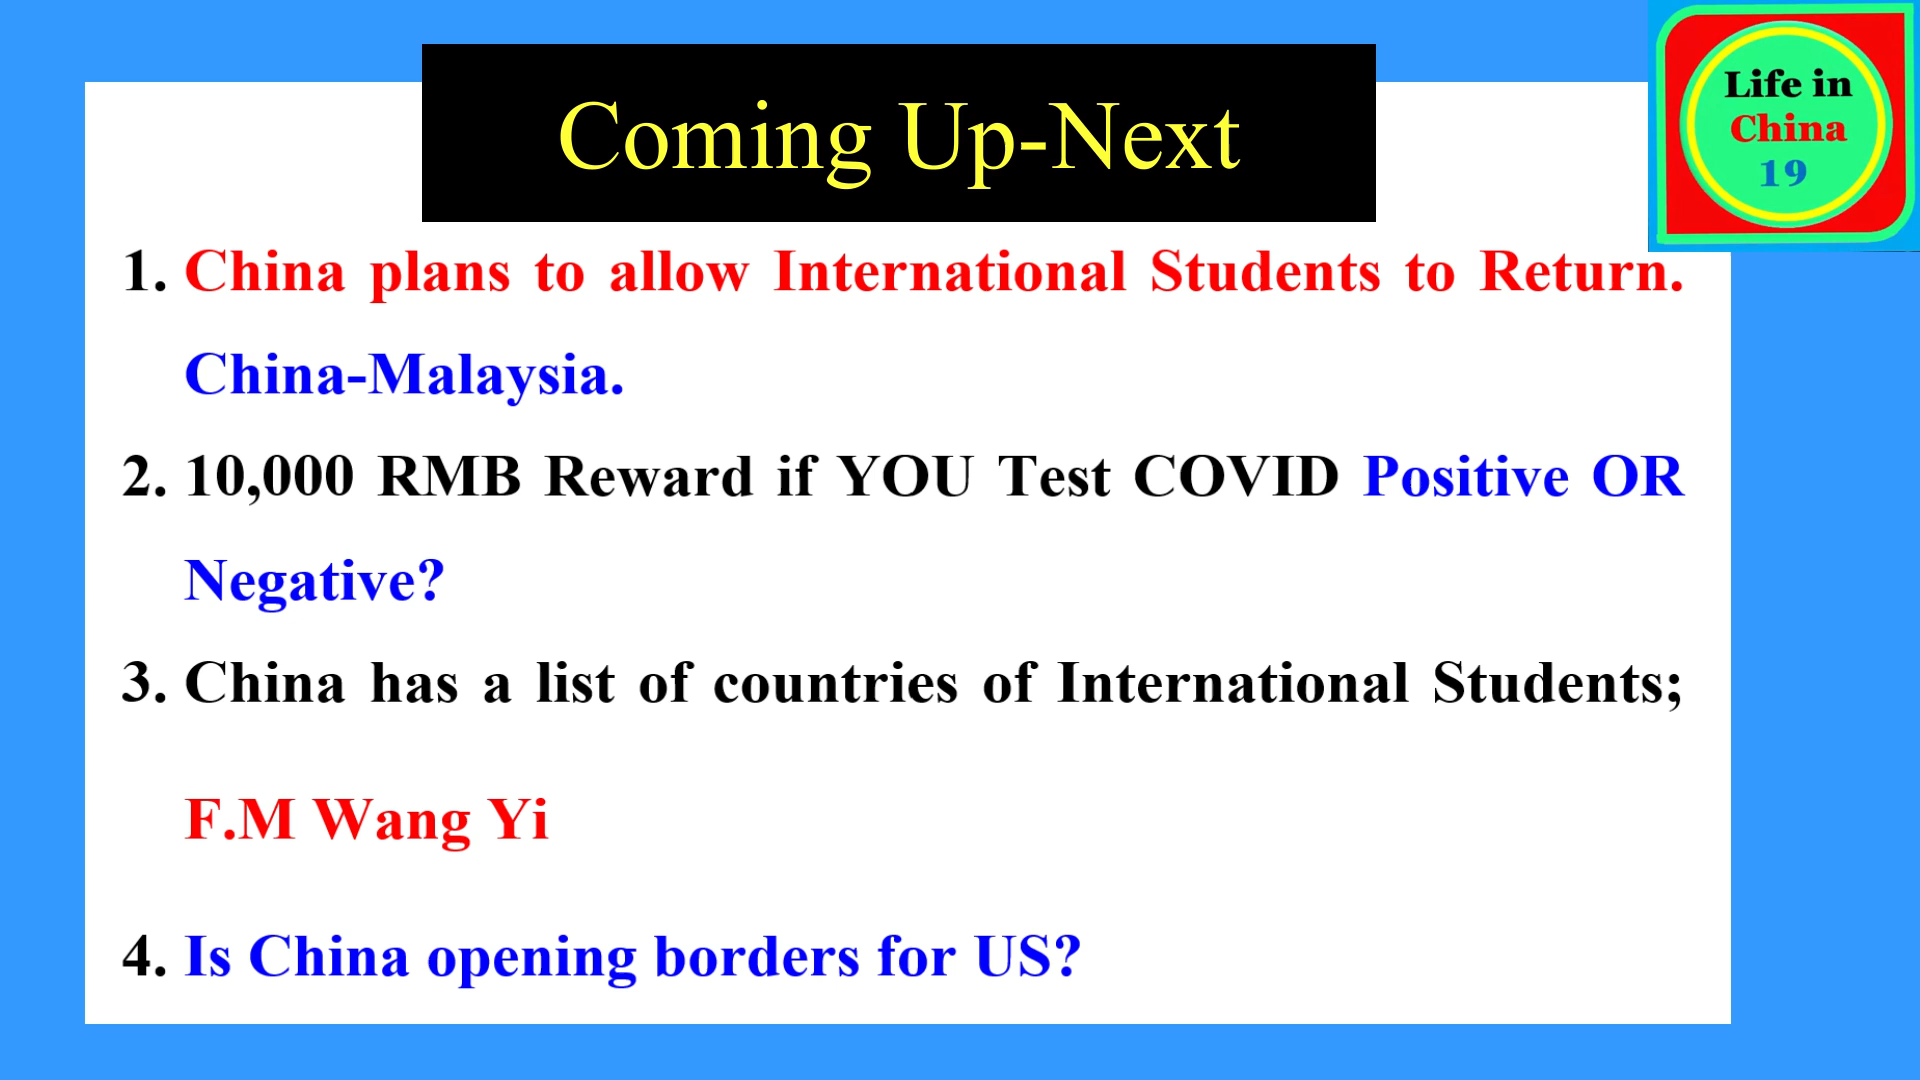 Coming Up-Next
Life in
China
19
1. China plans to allow International Students to Return.
China-Malaysia.
2. 10,000 RMB Reward if YOU Test COVID Positive OR
Negative?
3. China has a list of countries of International Students;
F.M Wang Yi
4. Is China opening borders for US?